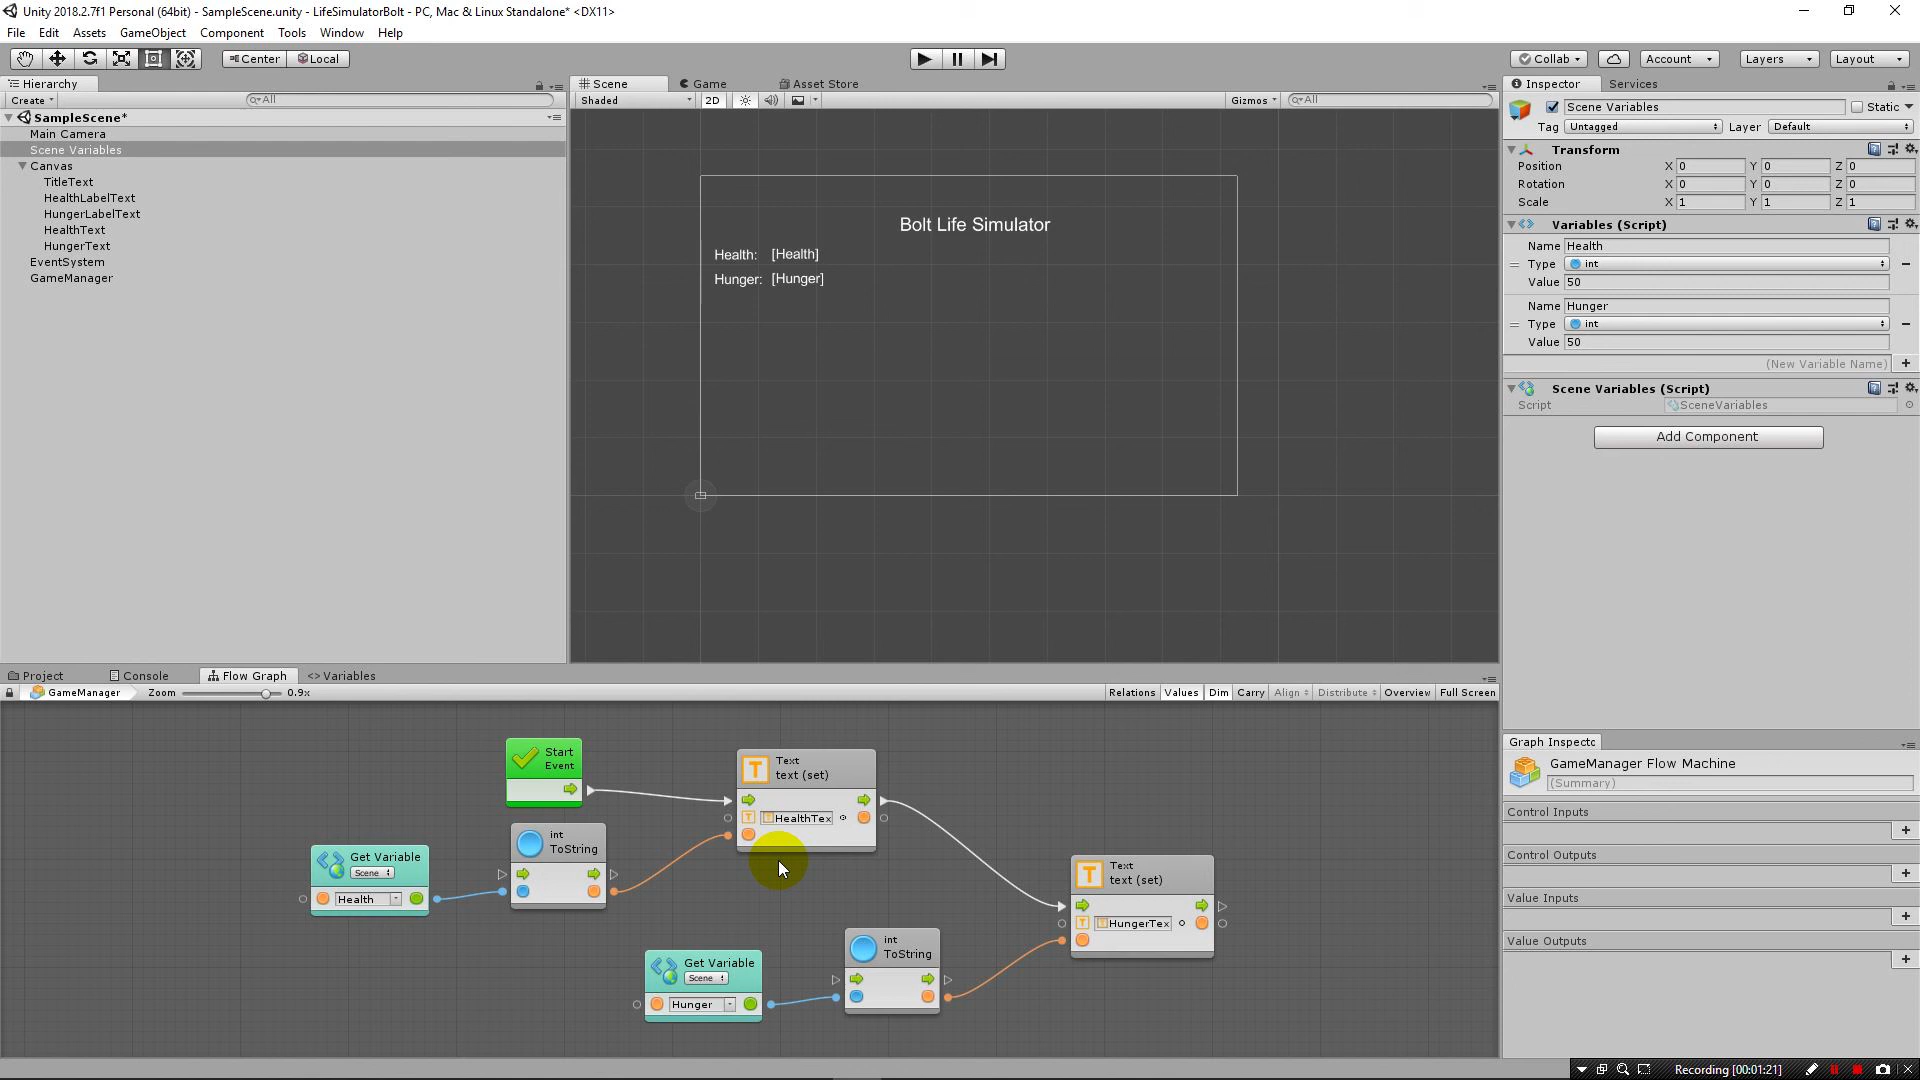 Unity 2018.2.7f1 Personal (64bit) - SampleScene.unity - LifeSimulatorBolt - PC, Mac & Linux Standalone* <DX11>
File Edit Assets GameObject Component Tools Window Help
Center Local
Collab Account Layers Layout
Hierarchy
Create All
SampleScene*
Main Camera
Scene Variables
Canvas
TitleText
HealthLabelText
HungerLabelText
HealthText
HungerText
EventSystem
GameManager
Scene Game Asset Store
Shaded 2D Gizmos All
Bolt Life Simulator
Health: [Health]
Hunger: [Hunger]
Inspector Services
Scene Variables Static
Tag Untagged Layer Default
Transform
Position X 0 Y 0 Z 0
Rotation X 0 Y 0 Z 0
Scale X 1 Y 1 Z 1
Variables (Script)
Name Health
Type int
Value 50
Name Hunger
Type int
Value 50
(New Variable Name)
Scene Variables (Script)
Script SceneVariables
Add Component
Project Console Flow Graph <> Variables
GameManager Zoom 0.9x Relations Values Dim Carry Align Distribute Overview Full Screen
Start
Event
Text
text (set)
HealthTex
int
ToString
Get Variable
Scene
Health
Text
text (set)
HungerTex
int
ToString
Get Variable
Scene
Hunger
Graph Inspectc
GameManager Flow Machine
(Summary)
Control Inputs
Control Outputs
Value Inputs
Value Outputs
Recording [00:01:21]